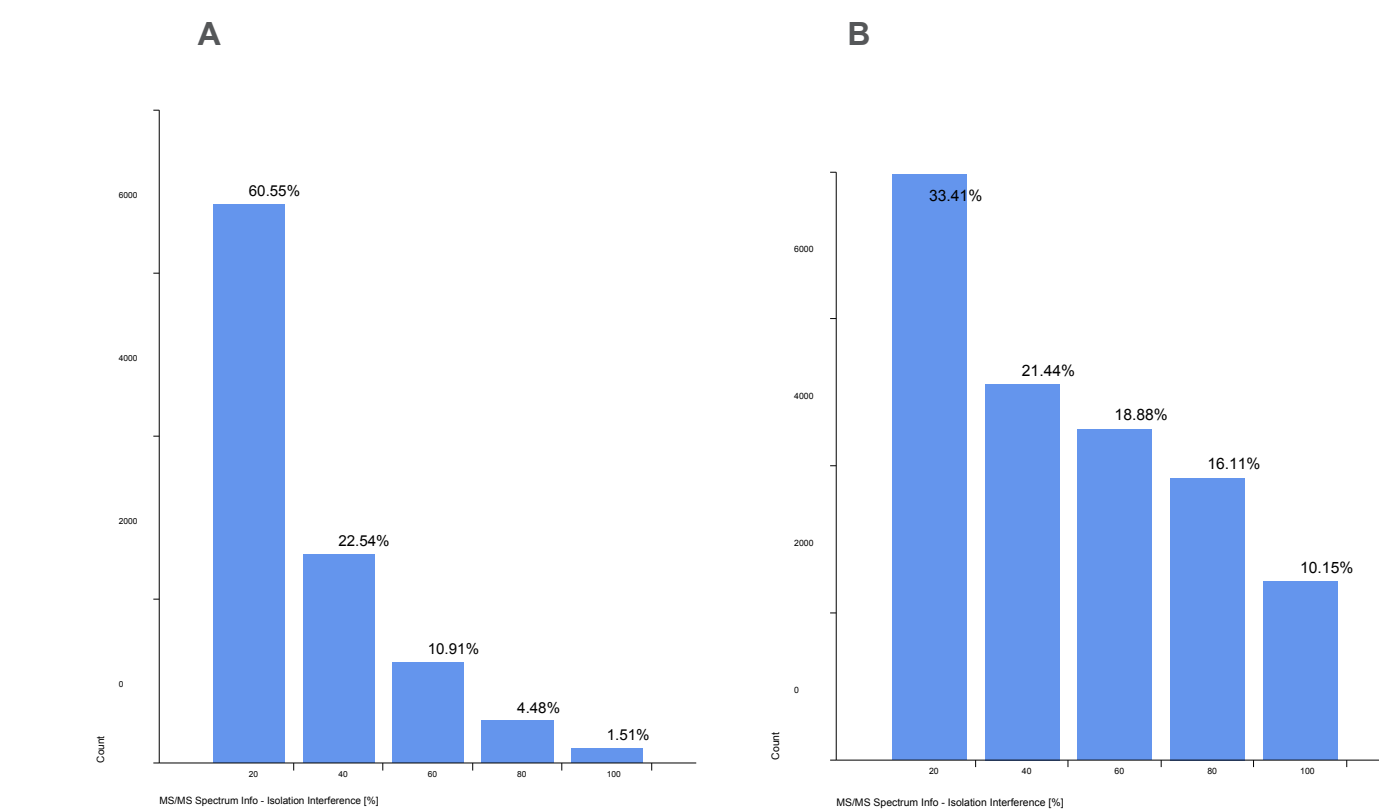 A
60.55%
6000
4000
22.54%
2000
10.91%
0
4.48%
1.51%
Count
20 40 60 80 100
MS/MS Spectrum Info - Isolation Interference [%]
B
33.41%
6000
21.44%
4000
18.88%
16.11%
2000
10.15%
0
Count
20 40 60 80 100
MS/MS Spectrum Info - Isolation Interference [%]